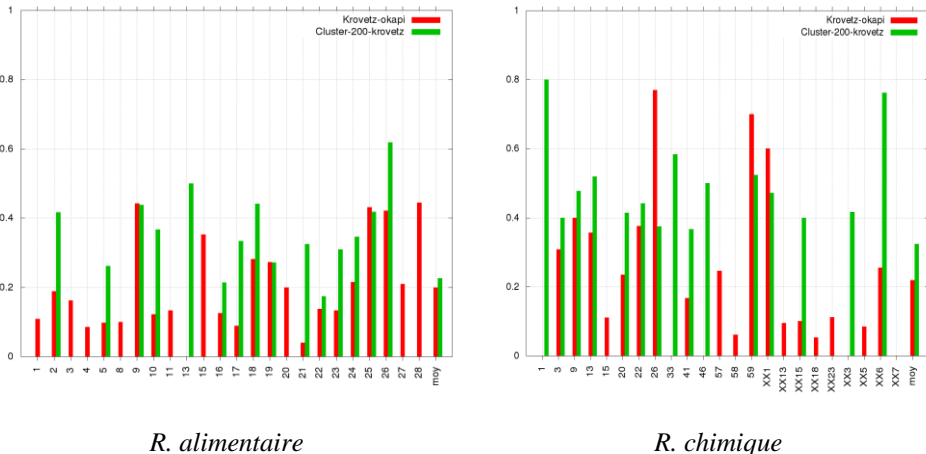 1
Krovetz-okapi
Cluster-200-krovetz
0.8
0.6
0.4
0.2
0
1 2 3 4 5 8 9 10 11 13 15 16 17 18 19 20 21 22 23 24 25 26 27 28 moy
R. alimentaire
1
Krovetz-okapi
Cluster-200-krovetz
0.8
0.6
0.4
0.2
0
1 3 9 13 15 20 22 26 33 41 46 57 58 59 XX1 XX13 XX15 XX18 XX23 XX3 XX5 XX6 XX7 moy
R. chimique